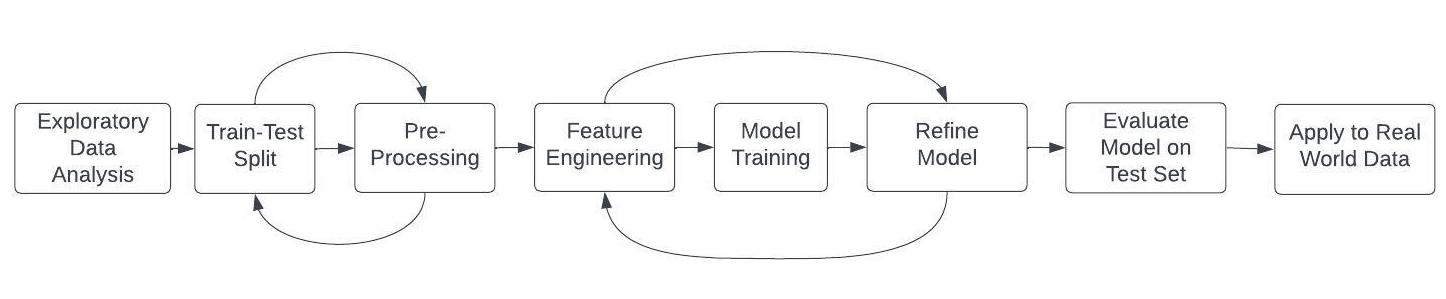 Exploratory
Data
Analysis
Train-Test
Split
Pre-
Processing
Feature
Engineering
Model
Training
Refine
Model
Evaluate
Model on
Test Set
Apply to Real
World Data